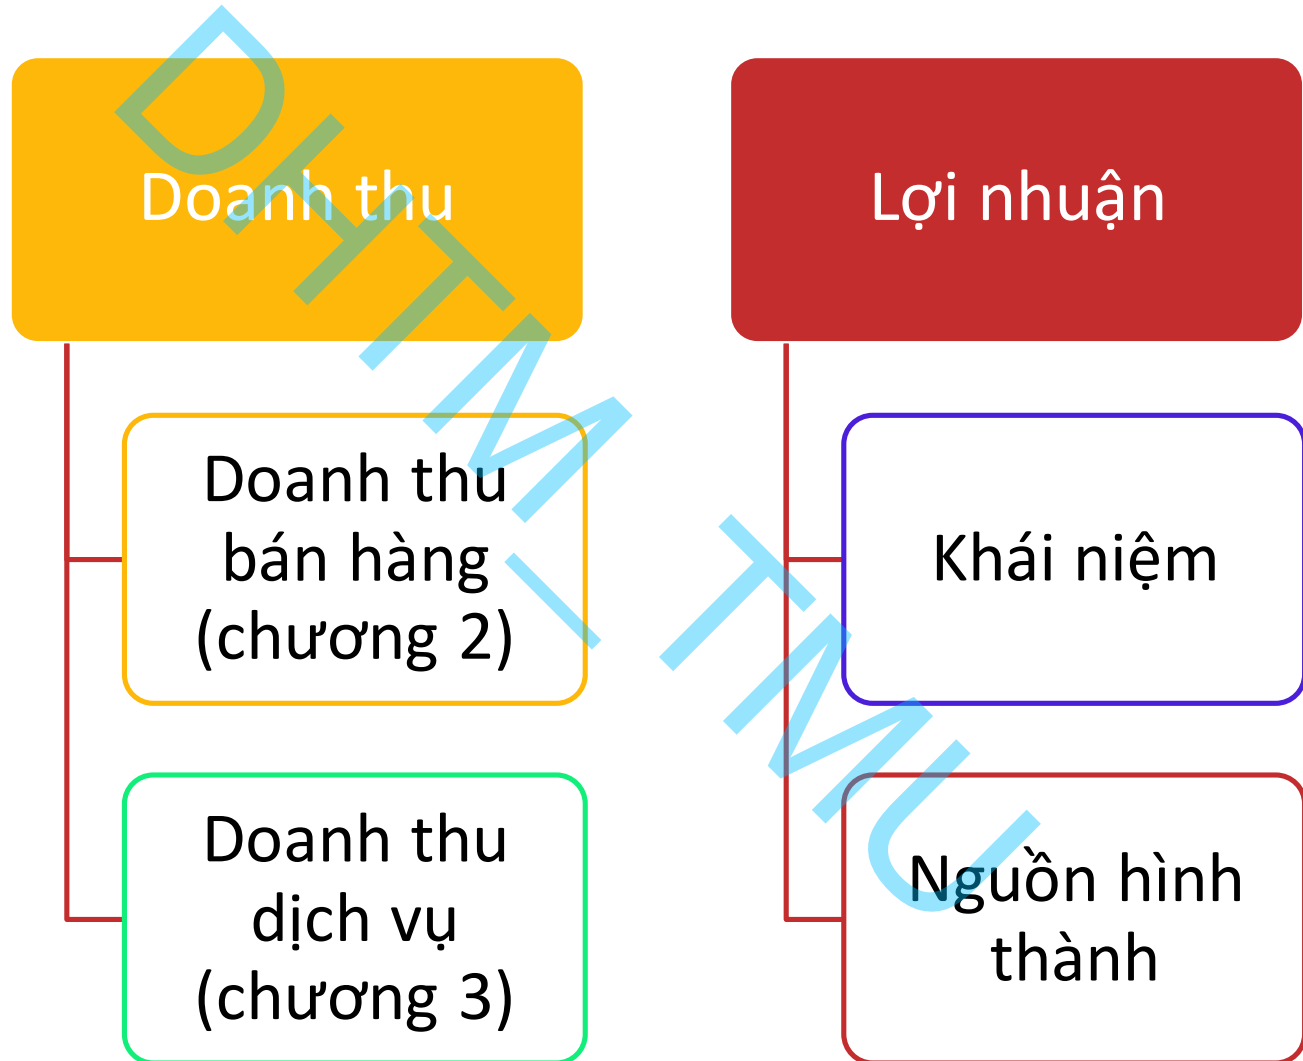 Doanh thu
Doanh thu
bán hàng
(chương 2)
Doanh thu
dịch vụ
(chương 3)
Lợi nhuận
Khái niệm
Nguồn hình
thành
DHTM_TMU